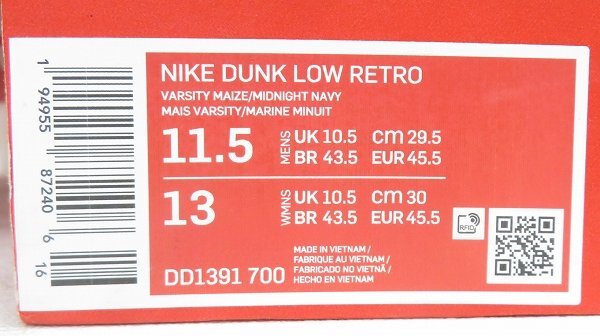 NIKE DUNK LOW RETRO
VARSITY MAIZE/MIDNIGHT NAVY
MAIS VARSITY/MARINE MINUIT
11.5 MENS UK 10.5 CM 29.5
BR 43.5 EUR 45.5
13 WMNS UK 10.5 CM 30
BR 43.5 EUR 45.5
RFID
MADE IN VIETNAM /
FABRIQUE AU VIETNAM /
FABRICADO NO VIETNÃ /
HECHO EN VIETNAM
DD1391 700
1 94955 87240 6 16